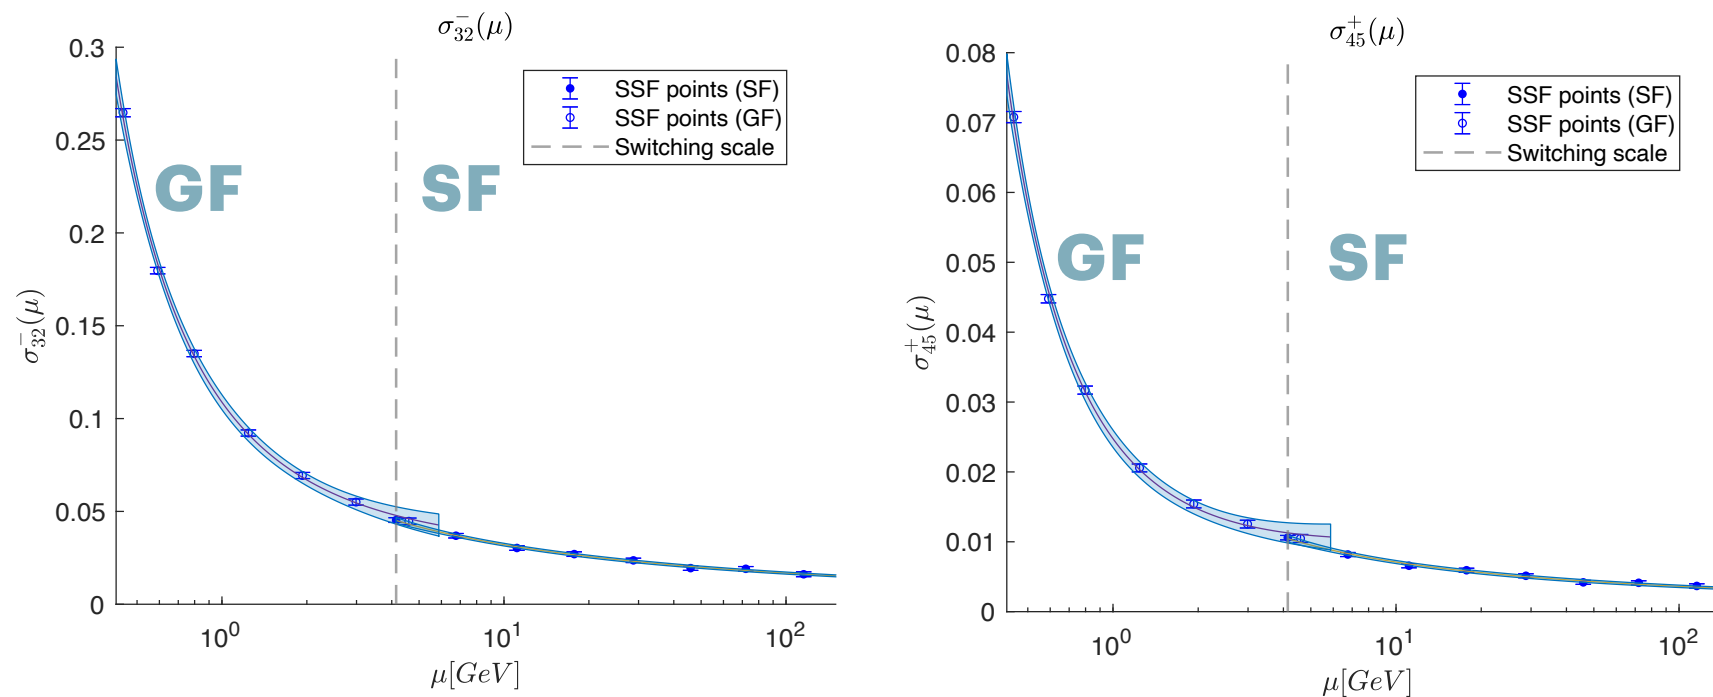 σ₃₂⁻(μ)
0.3
0.25
0.2
0.15
0.1
0.05
0
σ₃₂⁻(μ)
SSF points (SF)
SSF points (GF)
Switching scale
GF
SF
10⁰
10¹
10²
μ[GeV]
σ₄₅⁺(μ)
0.08
0.07
0.06
0.05
0.04
0.03
0.02
0.01
0
σ₄₅⁺(μ)
SSF points (SF)
SSF points (GF)
Switching scale
GF
SF
10⁰
10¹
10²
μ[GeV]